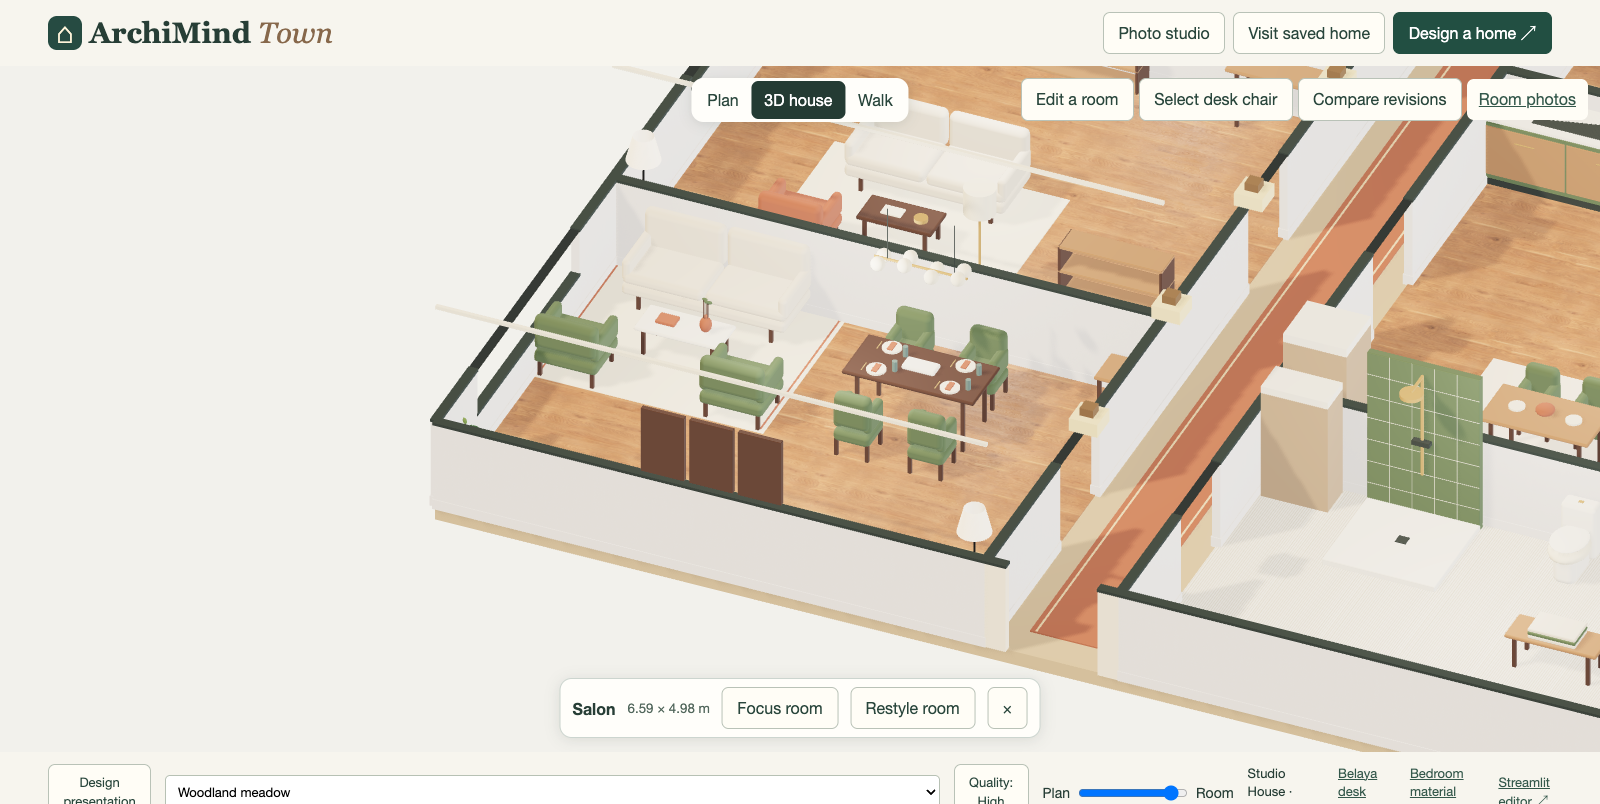 ArchiMind Town
Photo studio
Visit saved home
Design a home ↗
Plan
3D house
Walk
Edit a room
Select desk chair
Compare revisions
Room photos
Salon
6.59 × 4.98 m
Focus room
Restyle room
×
Design
presentation
Woodland meadow
Quality:
High
Plan
Room
Studio
House ·
Belaya
desk
Bedroom
material
Streamlit
editor ↗